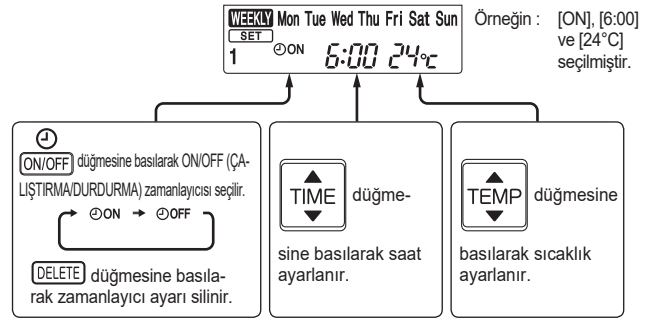 WEEKLY Mon Tue Wed Thu Fri Sat Sun
SET
1 ON 6:00 24°C
Örneğin : [ON], [6:00]
ve [24°C]
seçilmiştir.
ON/OFF düğmesine basılarak ON/OFF (ÇA-
LIŞTIRMA/DURDURMA) zamanlayıcısı seçilir.
ON → OFF
DELETE düğmesine basıla-
rak zamanlayıcı ayarı silinir.
TIME düğme-
sine basılarak saat
ayarlanır.
TEMP düğmesine
basılarak sıcaklık
ayarlanır.